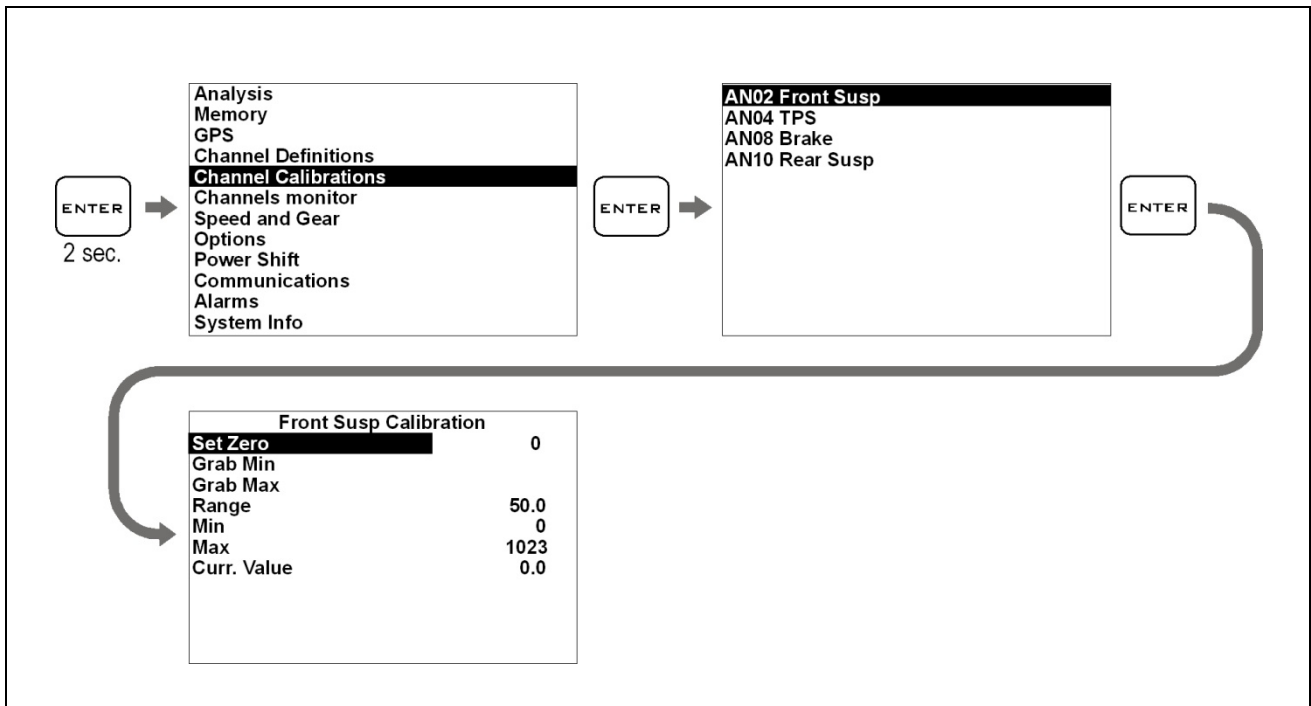 ENTER
2 sec.
Analysis
Memory
GPS
Channel Definitions
Channel Calibrations
Channels monitor
Speed and Gear
Options
Power Shift
Communications
Alarms
System Info
ENTER
AN02 Front Susp
AN04 TPS
AN08 Brake
AN10 Rear Susp
ENTER
Front Susp Calibration
Set Zero 0
Grab Min
Grab Max
Range 50.0
Min 0
Max 1023
Curr. Value 0.0